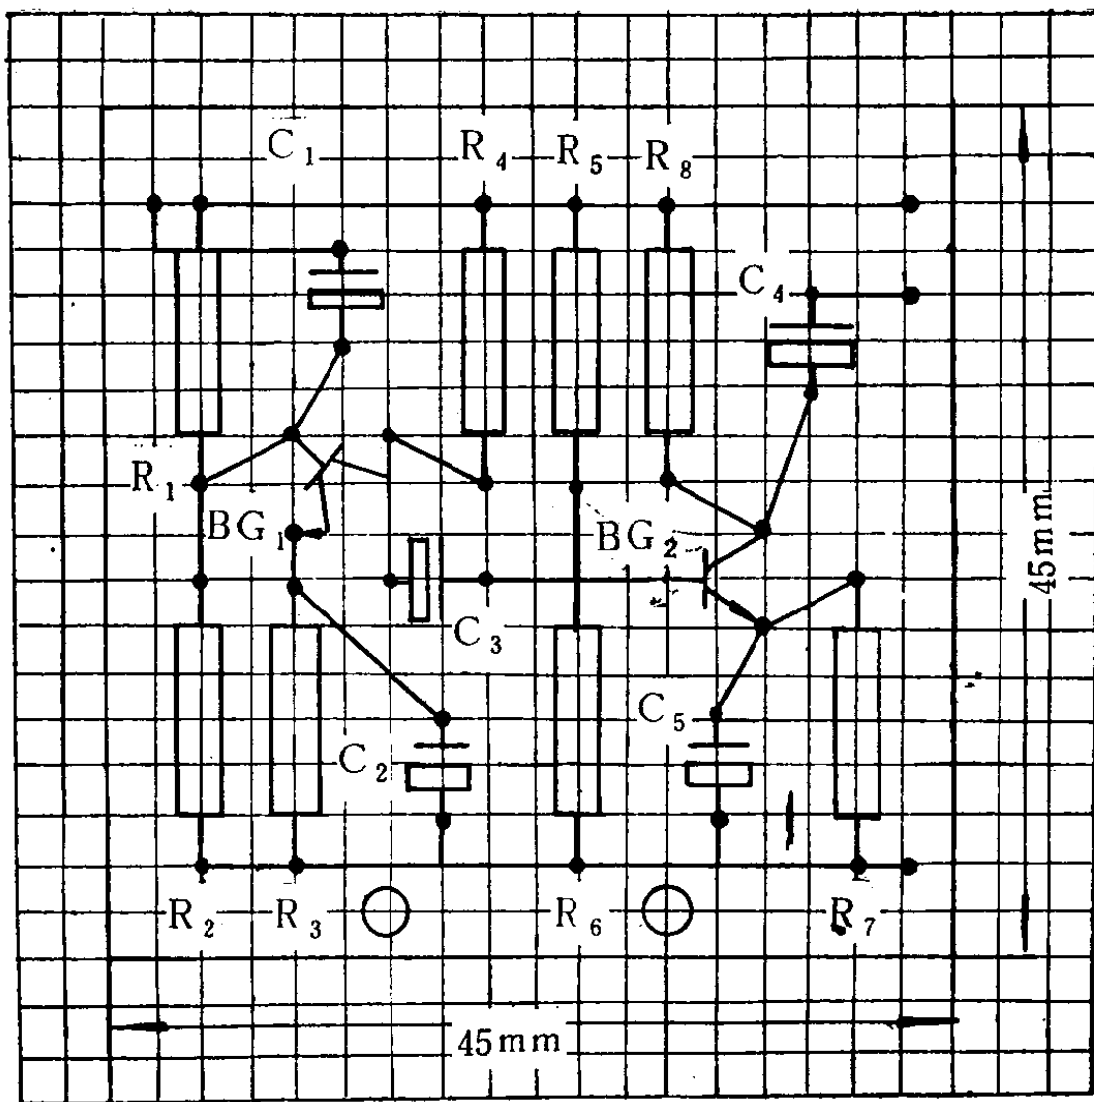 C₁ R₄ R₅ R₈
C₄
R₁
BG₁ BG₂
45mm
C₃
C₅
C₂
R₂ R₃ R₆ R₇
45mm